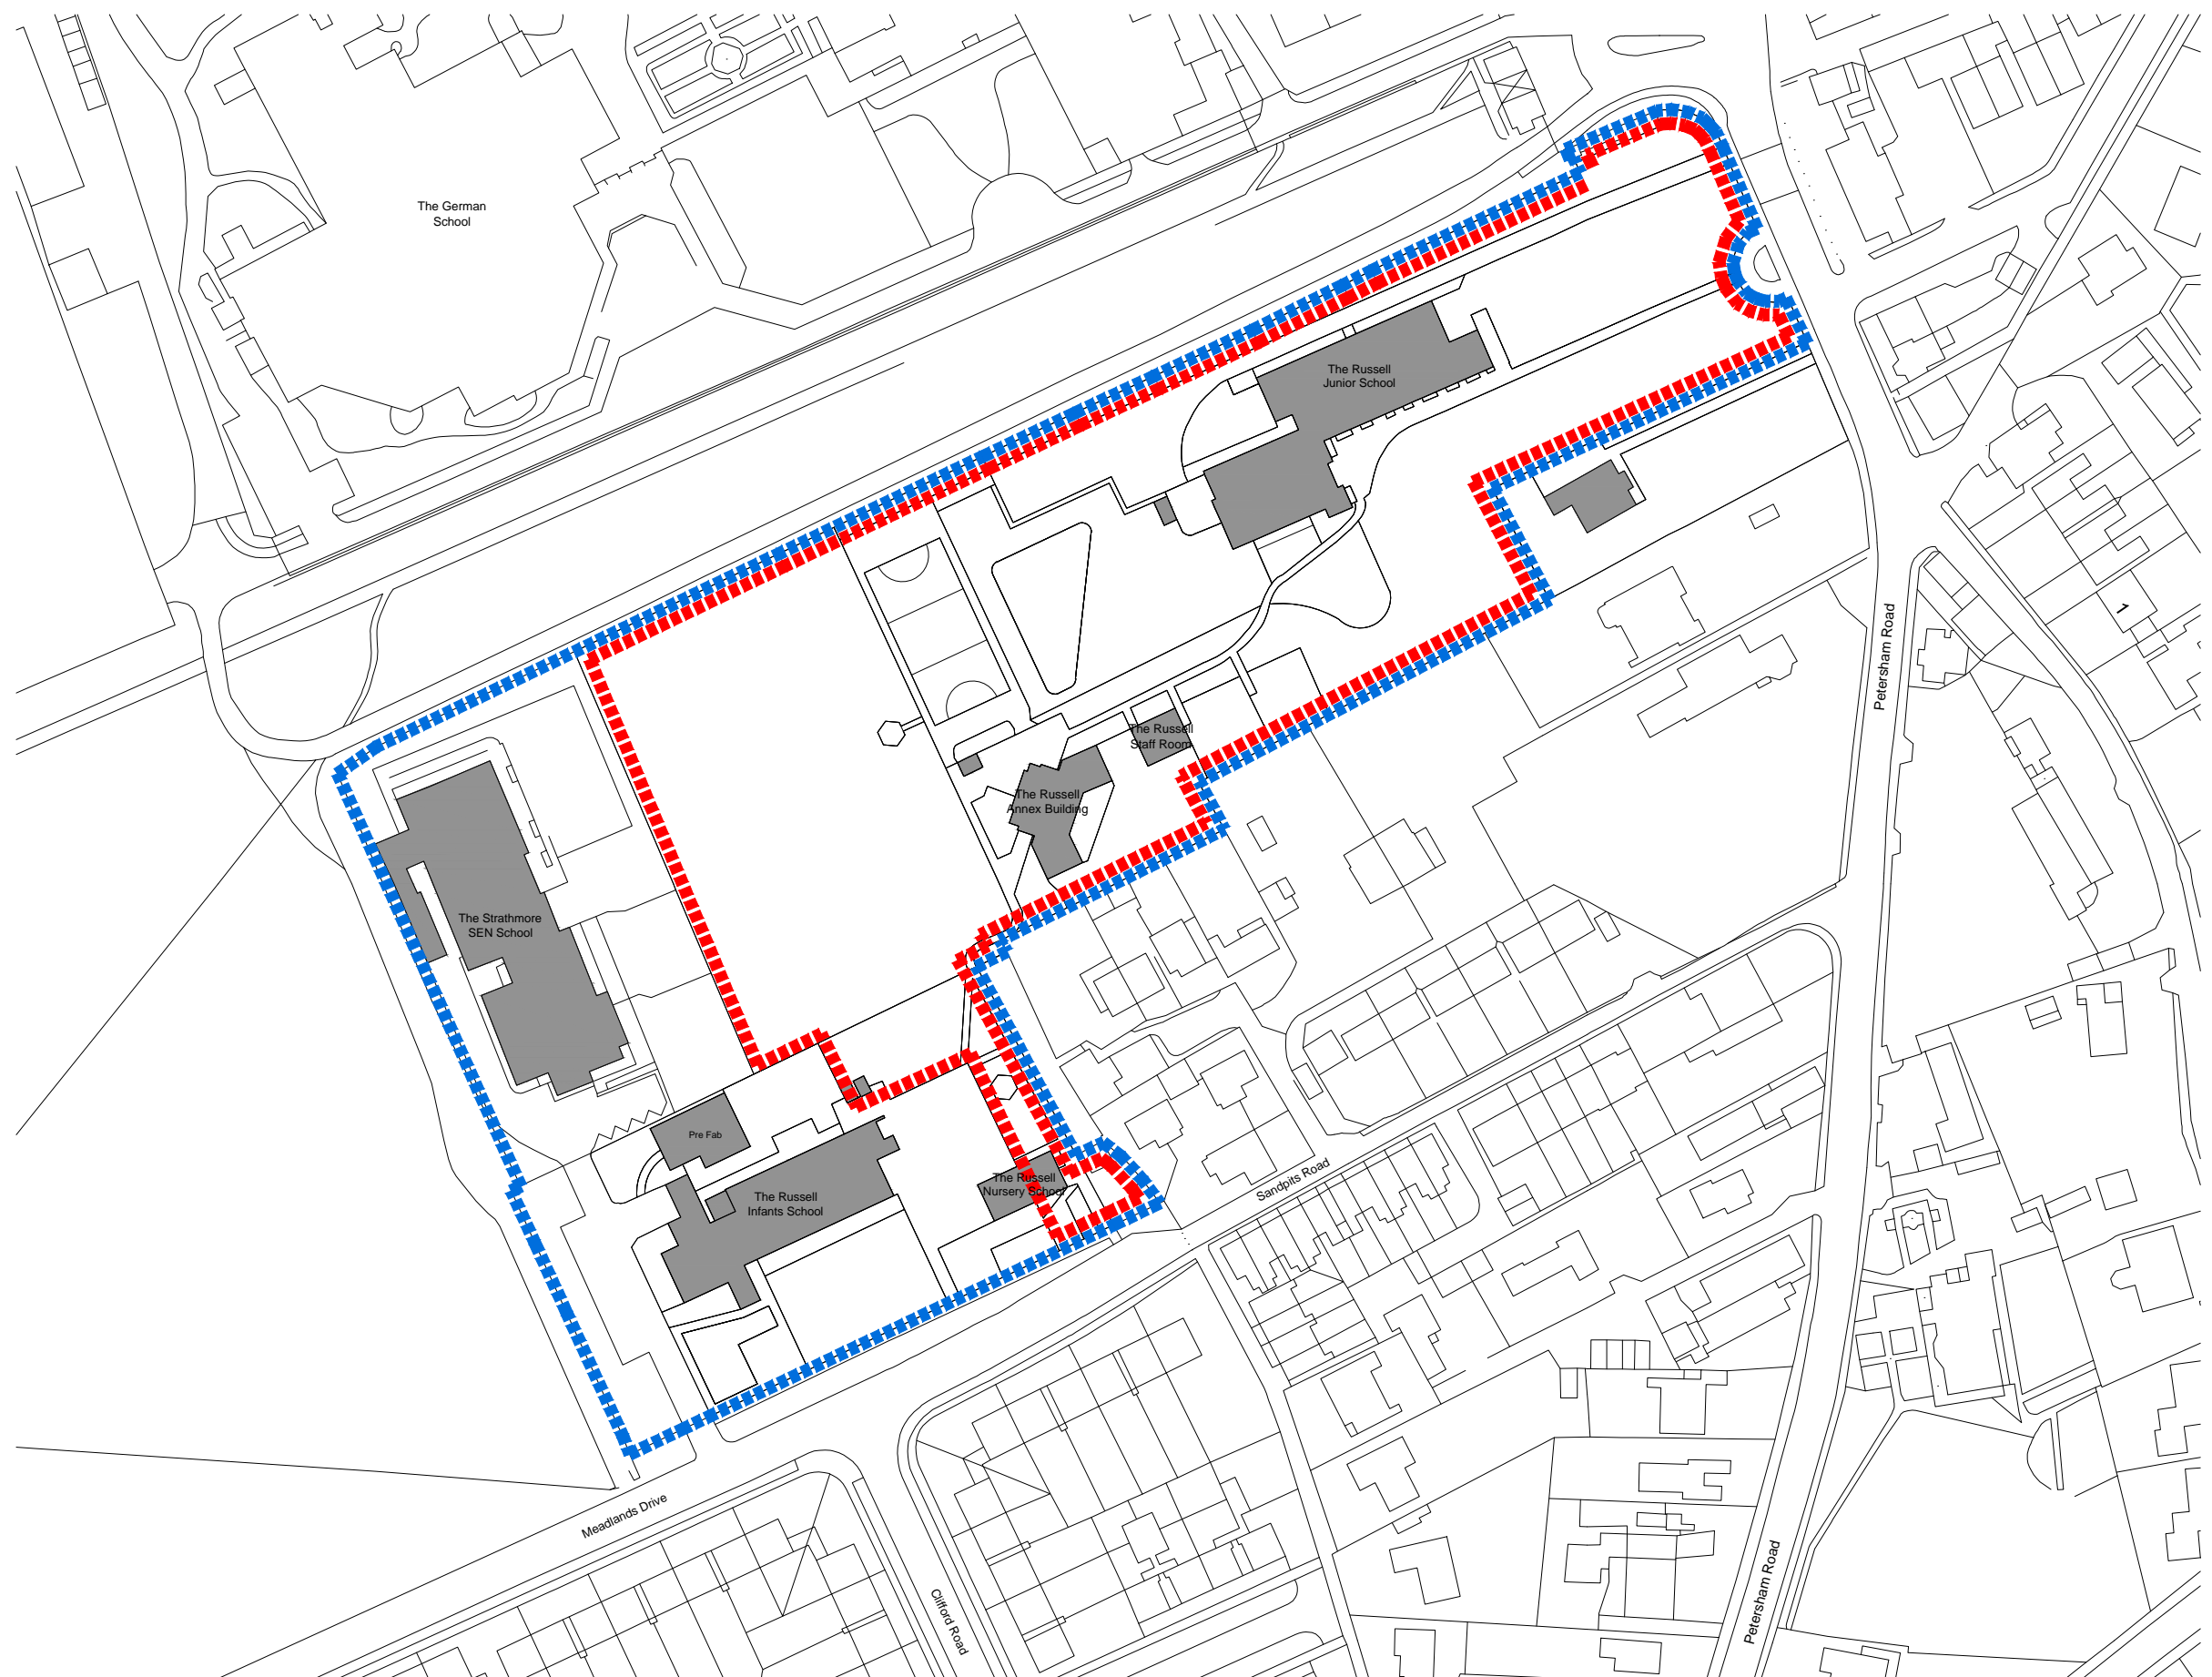 The German
School
The Russell
Junior School
Petersham Road
1
The Russell
Staff Room
The Russell
Annex Building
The Strathmore
SEN School
Pre Fab
The Russell
Infants School
The Russell
Nursery School
Sandpits Road
Meadlands Drive
Clifford Road
Petersham Road